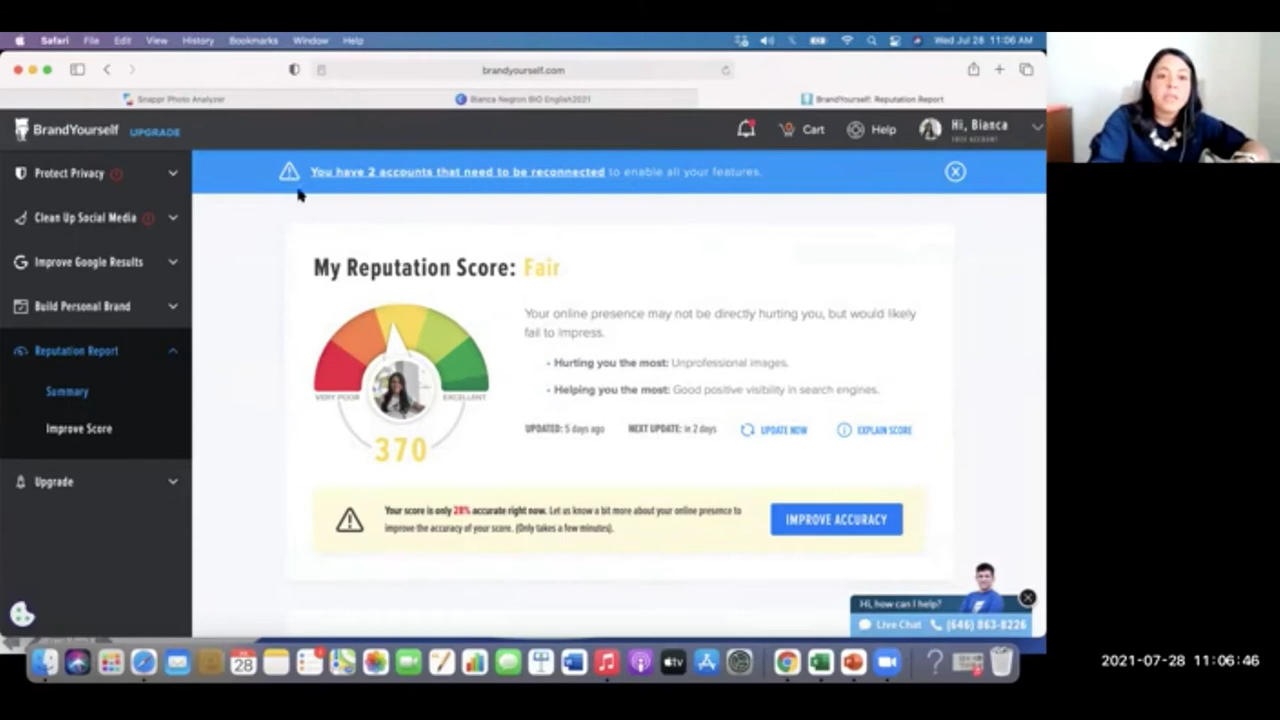 Safari File Edit View History Bookmarks Window Help Wed Jul 28 11:06 AM
brandyourself.com
Snappr Photo Analyzer Bianca Negron BIO English2021 BrandYourself: Reputation Report
BrandYourself UPGRADE Cart Help Hi, Bianca
FREE ACCOUNT
You have 2 accounts that need to be reconnected to enable all your features.
Protect Privacy
Clean Up Social Media
Improve Google Results
Build Personal Brand
Reputation Report
Summary
Improve Score
Upgrade
My Reputation Score: Fair
VERY POOR EXCELLENT
370
Your online presence may not be directly hurting you, but would likely
fail to impress.
- Hurting you the most: Unprofessional images.
- Helping you the most: Good positive visibility in search engines.
UPDATED: 5 days ago NEXT UPDATE: in 2 days UPDATE NOW EXPLAIN SCORE
Your score is only 28% accurate right now. Let us know a bit more about your online presence to
improve the accuracy of your score. (Only takes a few minutes).
IMPROVE ACCURACY
Hi, how can I help?
Live Chat (646) 863-8226
JUL
28
tv
2021-07-28 11:06:46